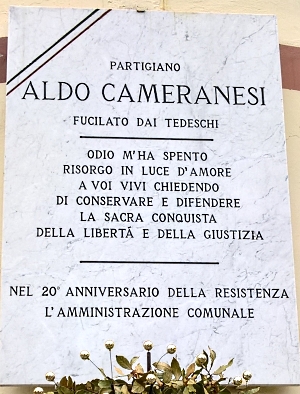 PARTIGIANO
ALDO CAMERANESI
FUCILATO DAI TEDESCHI
ODIO M'HA SPENTO
RISORGO IN LUCE D'AMORE
A VOI VIVI CHIEDENDO
DI CONSERVARE E DIFENDERE
LA SACRA CONQUISTA
DELLA LIBERTÀ E DELLA GIUSTIZIA
NEL 20° ANNIVERSARIO DELLA RESISTENZA
L'AMMINISTRAZIONE COMUNALE